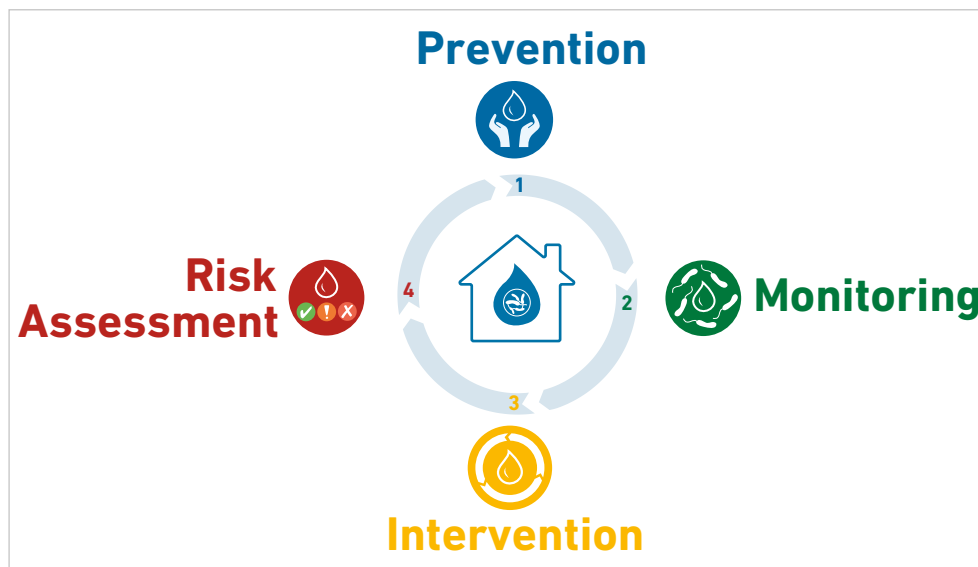 Prevention
1
Risk
Assessment
4
2
Monitoring
3
Intervention